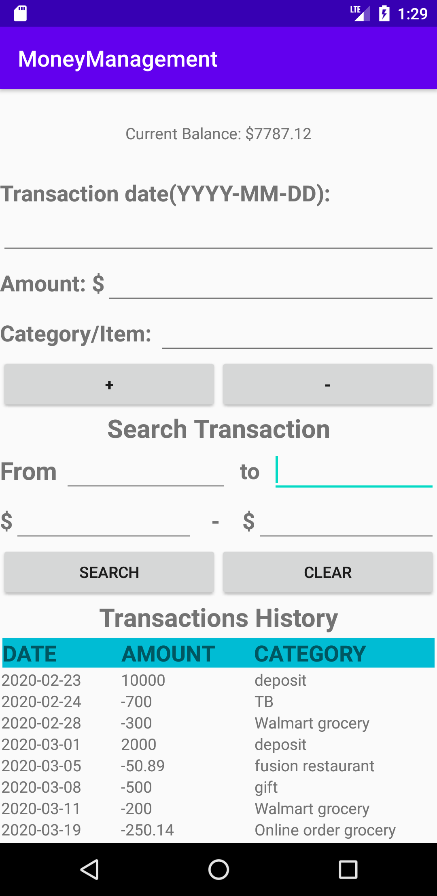 LTE 1:29
MoneyManagement
Current Balance: $7787.12
Transaction date(YYYY-MM-DD):
Amount: $
Category/Item:
+ -
Search Transaction
From to
$ - $
SEARCH CLEAR
Transactions History
DATE AMOUNT CATEGORY
2020-02-23 10000 deposit
2020-02-24 -700 TB
2020-02-28 -300 Walmart grocery
2020-03-01 2000 deposit
2020-03-05 -50.89 fusion restaurant
2020-03-08 -500 gift
2020-03-11 -200 Walmart grocery
2020-03-19 -250.14 Online order grocery